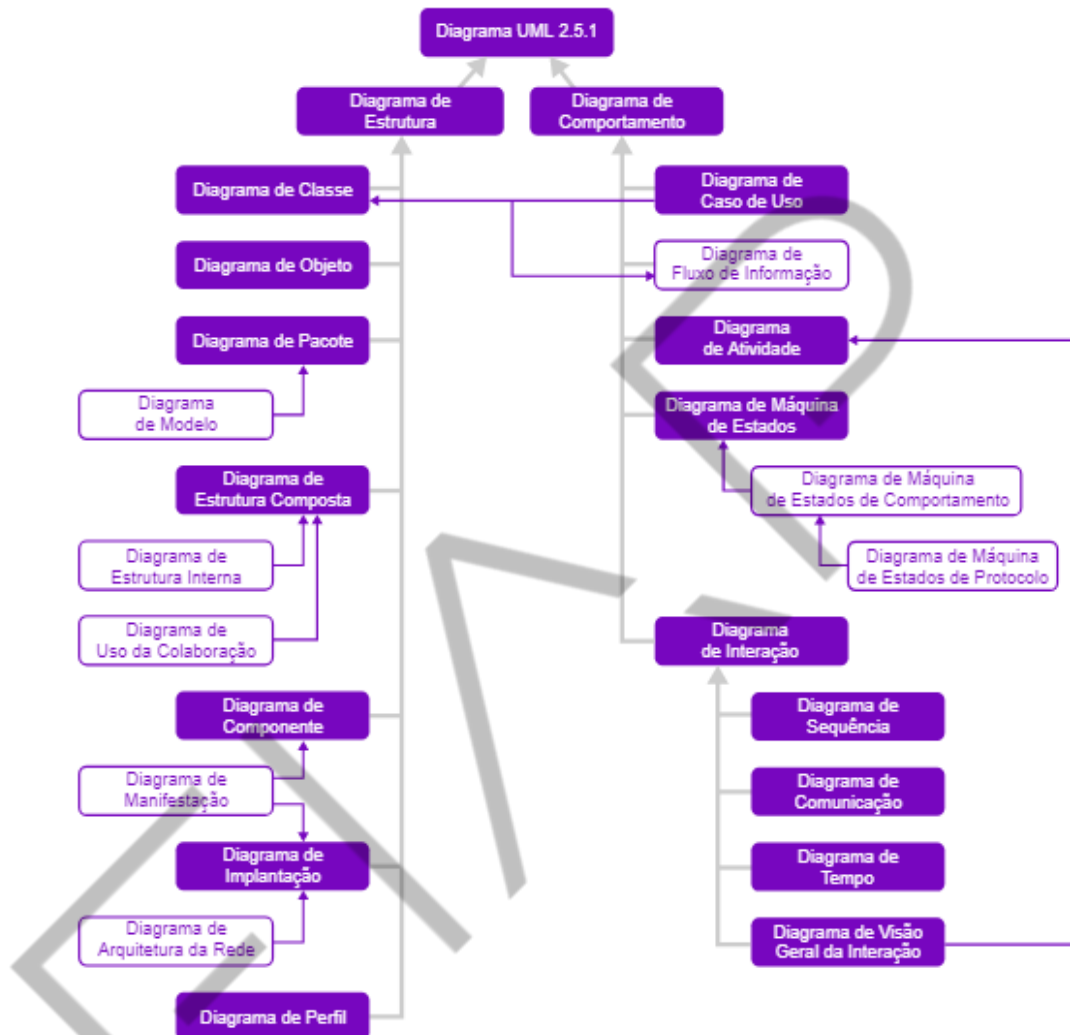 Diagrama UML 2.5.1
Diagrama de
Estrutura
Diagrama de
Comportamento
Diagrama de Classe
Diagrama de
Caso de Uso
Diagrama de Objeto
Diagrama de
Fluxo de Informação
Diagrama de Pacote
Diagrama
de Atividade
Diagrama
de Modelo
Diagrama de Máquina
de Estados
Diagrama de
Estrutura Composta
Diagrama de Máquina
de Estados de Comportamento
Diagrama de
Estrutura Interna
Diagrama de Máquina
de Estados de Protocolo
Diagrama de
Uso da Colaboração
Diagrama
de Interação
Diagrama de
Componente
Diagrama de
Sequência
Diagrama de
Manifestação
Diagrama de
Comunicação
Diagrama de
Implantação
Diagrama de
Tempo
Diagrama de
Arquitetura da Rede
Diagrama de Visão
Geral da Interação
Diagrama de Perfil
FIAP